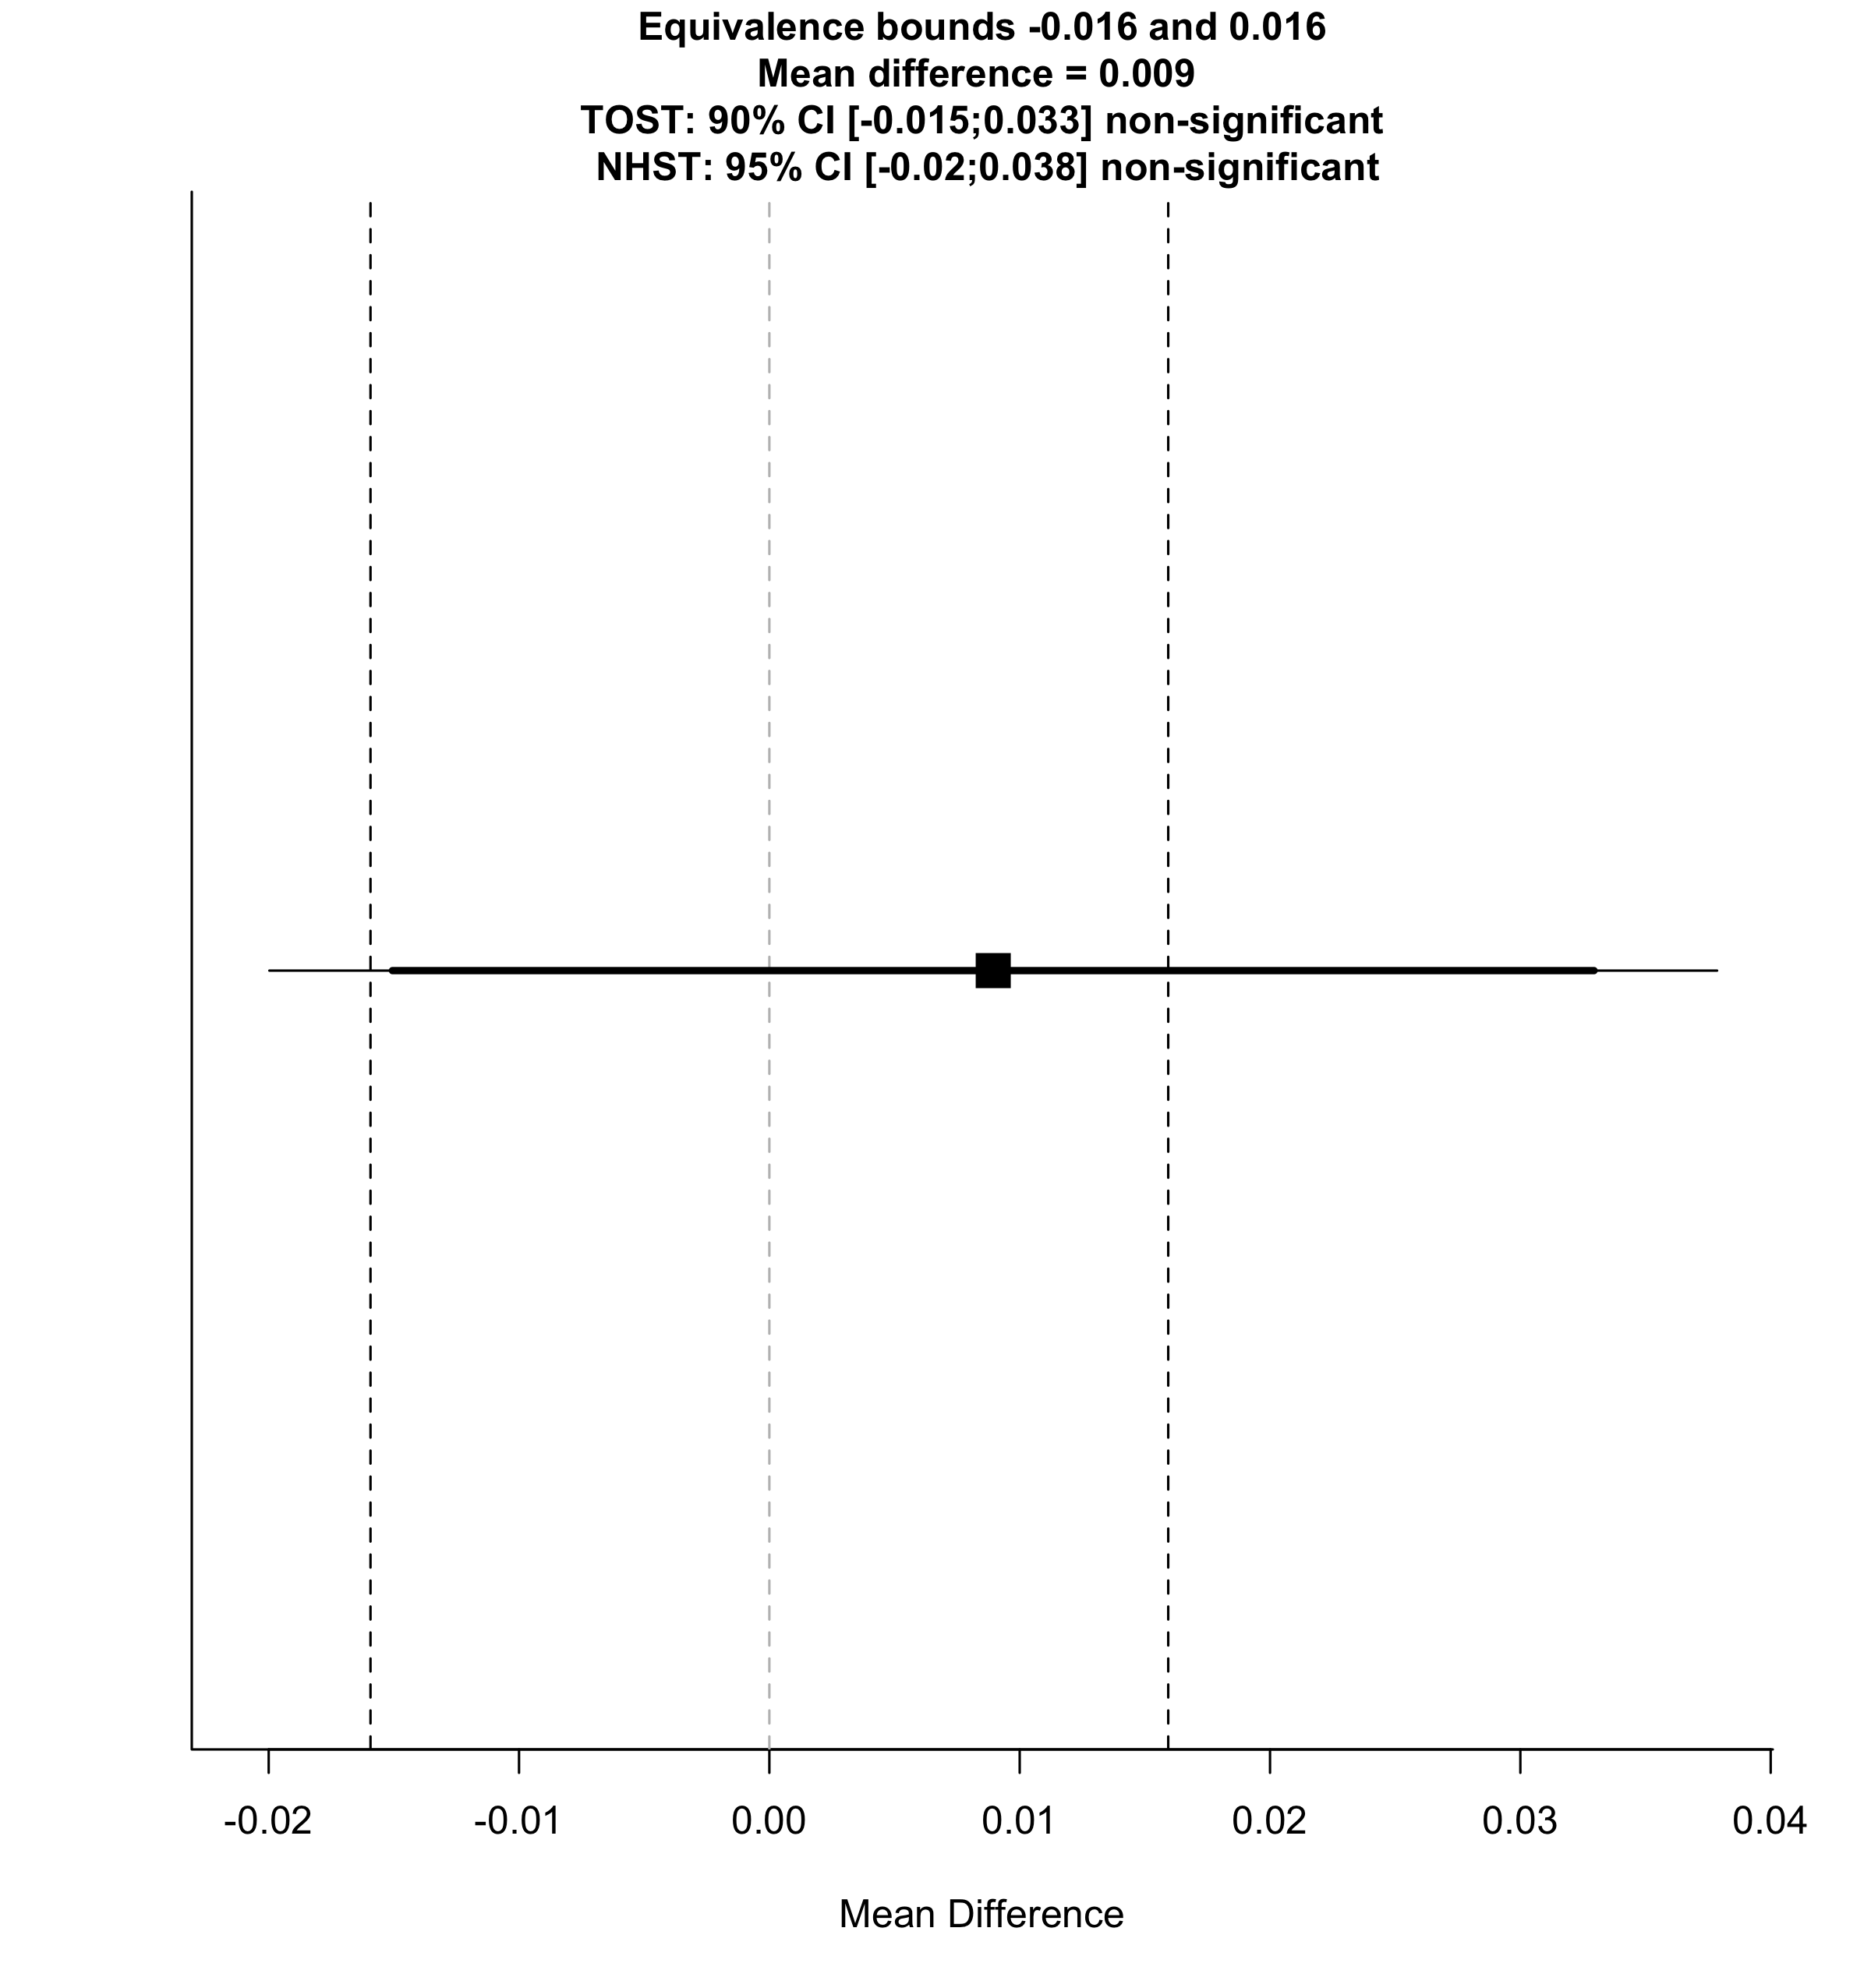 Equivalence bounds -0.016 and 0.016
Mean difference = 0.009
TOST: 90% CI [-0.015;0.033] non-significant
NHST: 95% CI [-0.02;0.038] non-significant
-0.02 -0.01 0.00 0.01 0.02 0.03 0.04
Mean Difference